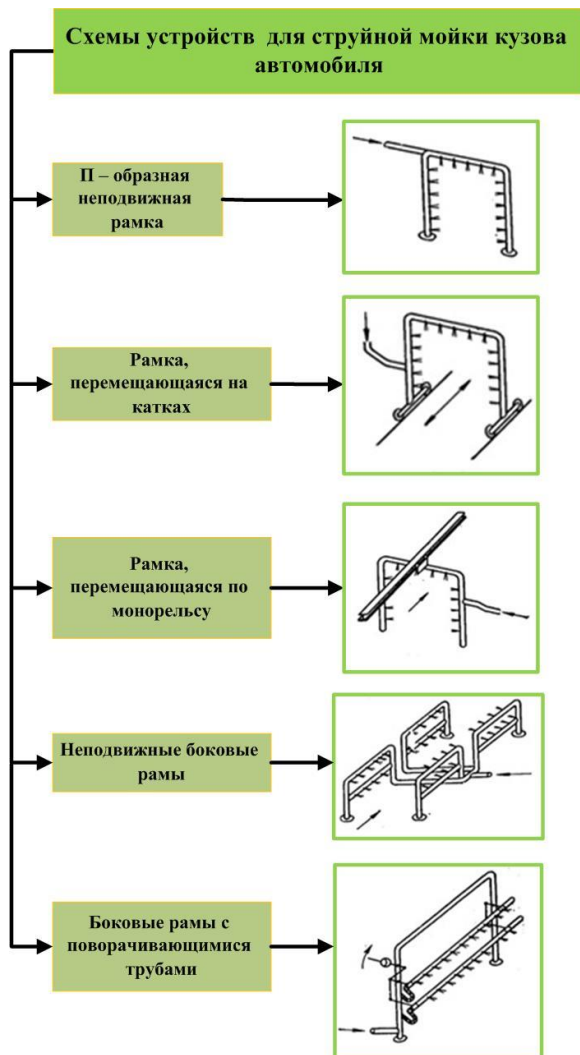 Схемы устройств для струйной мойки кузова
автомобиля
П – образная
неподвижная
рамка
Рамка,
перемещающаяся на
катках
Рамка,
перемещающаяся по
монорельсу
Неподвижные боковые
рамы
Боковые рамы с
поворачивающимися
трубами